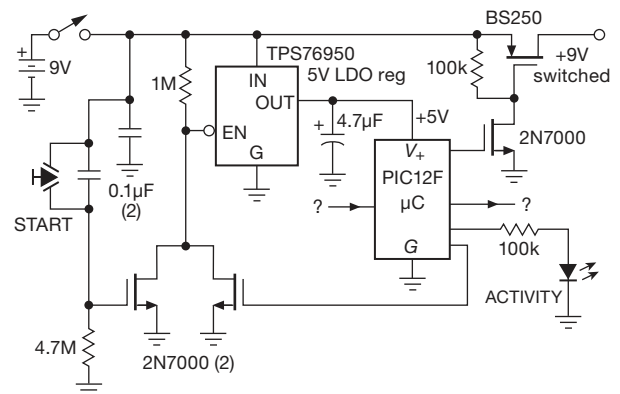 BS250
+
9V
TPS76950
5V LDO reg
100k
+9V
switched
1M
IN
OUT
EN
G
+
4.7µF
+5V
2N7000
V+
PIC12F
µC
G
?
?
0.1µF
(2)
START
100k
ACTIVITY
4.7M
2N7000 (2)